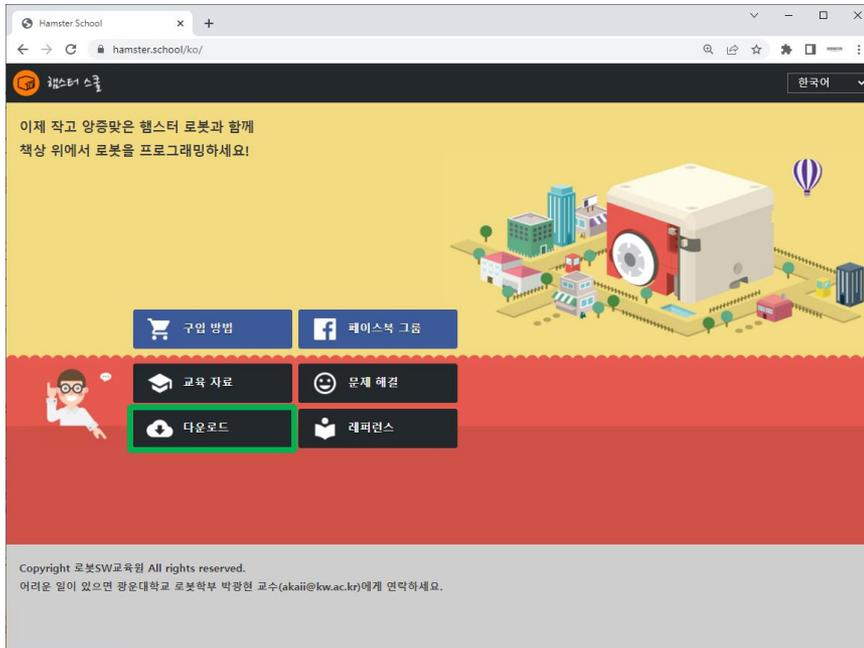 Hamster School
hamster.school/ko/
햄스터 스쿨
한국어
이제 작고 앙증맞은 햄스터 로봇과 함께
책상 위에서 로봇을 프로그래밍하세요!
구입 방법
페이스북 그룹
교육 자료
문제 해결
다운로드
레퍼런스
Copyright 로봇SW교육원 All rights reserved.
어려운 일이 있으면 광운대학교 로봇학부 박광현 교수(akaii@kw.ac.kr)에게 연락하세요.